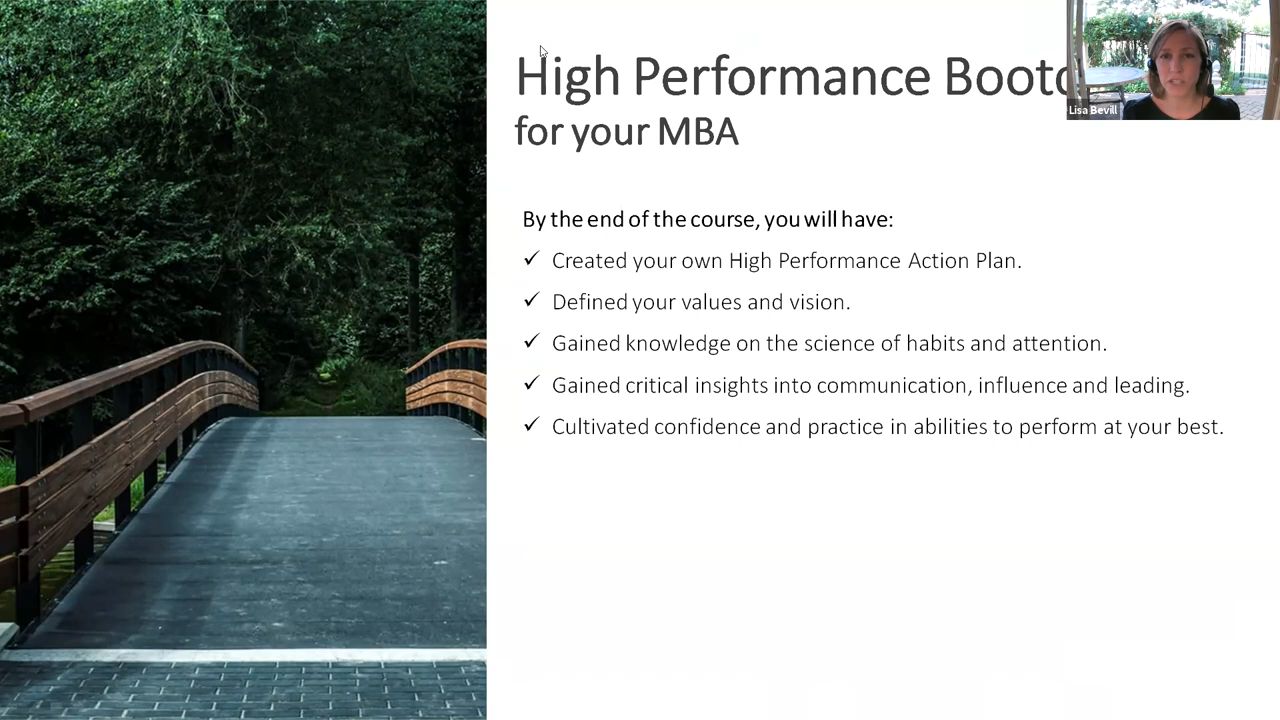 High Performance
for your MBA
Lisa Bevill
By the end of the course, you will have:
✓ Created your own High Performance Action Plan.
✓ Defined your values and vision.
✓ Gained knowledge on the science of habits and attention.
✓ Gained critical insights into communication, influence and leading.
✓ Cultivated confidence and practice in abilities to perform at your best.